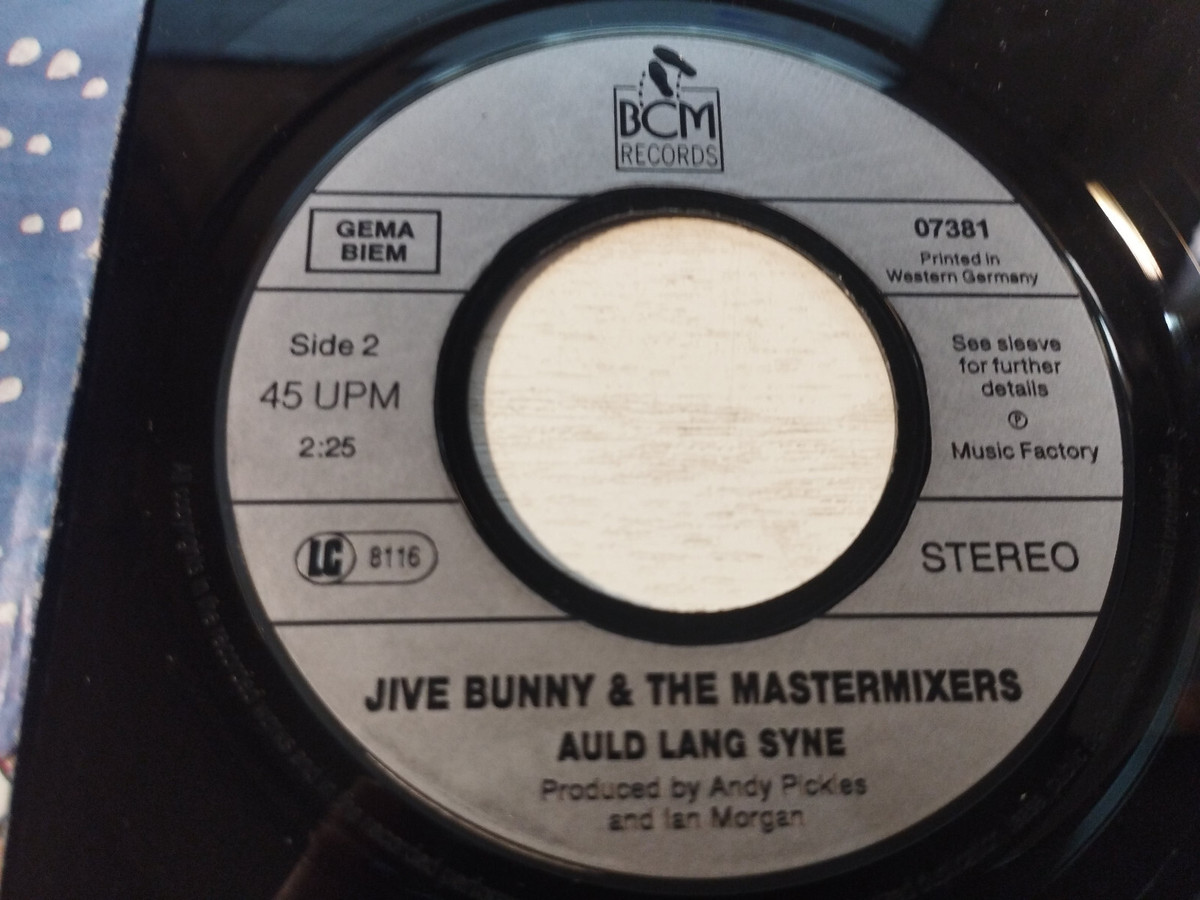 BCM
RECORDS
GEMA
BIEM
07381
Printed in
Western Germany
Side 2
45 UPM
2:25
See sleeve
for further
details
℗
Music Factory
LC 8116
STEREO
JIVE BUNNY & THE MASTERMIXERS
AULD LANG SYNE
Produced by Andy Pickles
and Ian Morgan